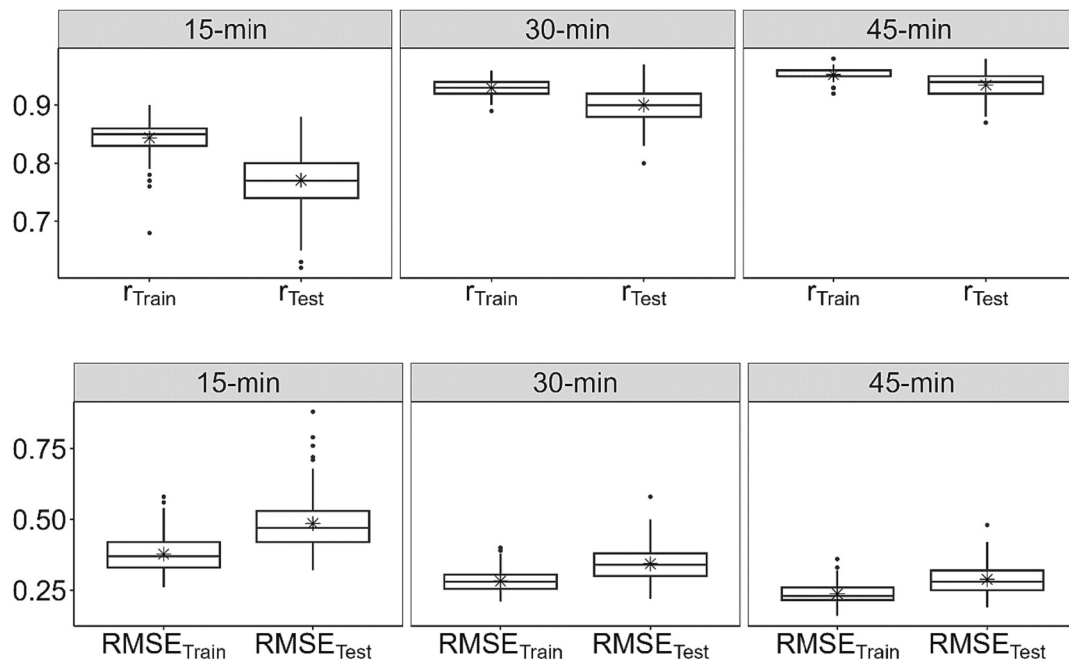 15-min 30-min 45-min
0.9
0.8
0.7
rTrain rTest rTrain rTest rTrain rTest
15-min 30-min 45-min
0.75
0.50
0.25
RMSETrain RMSETest RMSETrain RMSETest RMSETrain RMSETest